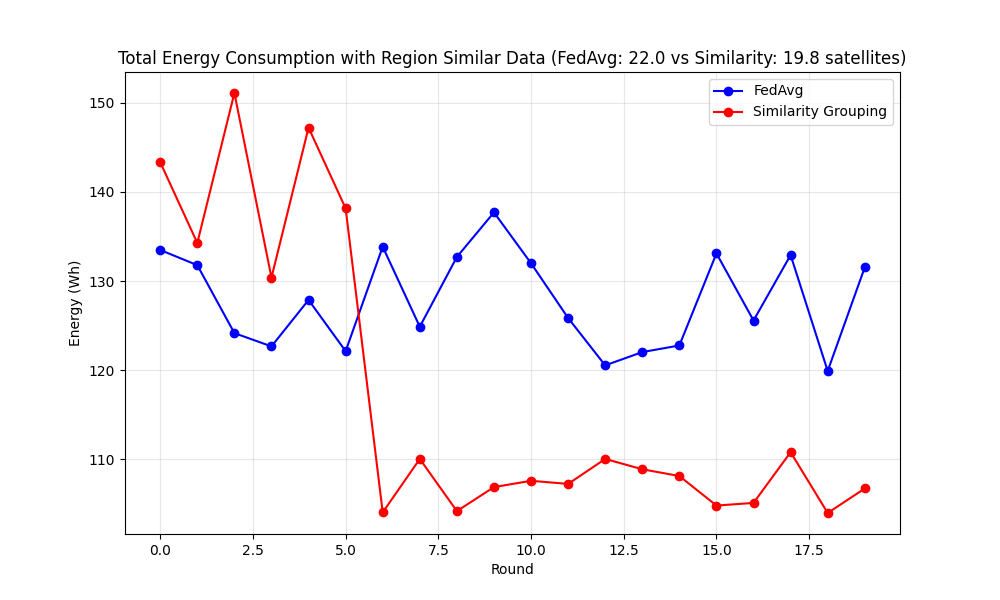 Total Energy Consumption with Region Similar Data (FedAvg: 22.0 vs Similarity: 19.8 satellites)
FedAvg
Similarity Grouping
Energy (Wh)
150
140
130
120
110
0.0 2.5 5.0 7.5 10.0 12.5 15.0 17.5
Round